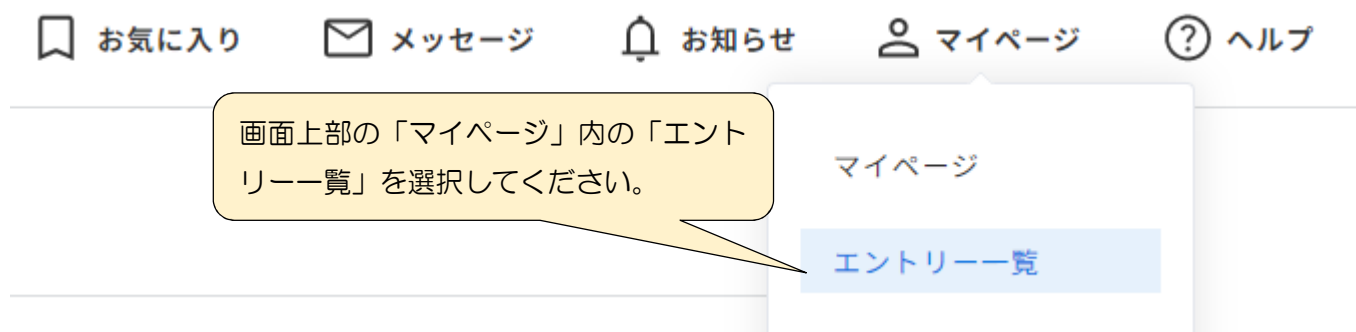 お気に入り メッセージ お知らせ マイページ ヘルプ
画面上部の「マイページ」内の「エント
リー一覧」を選択してください。
マイページ
エントリー一覧